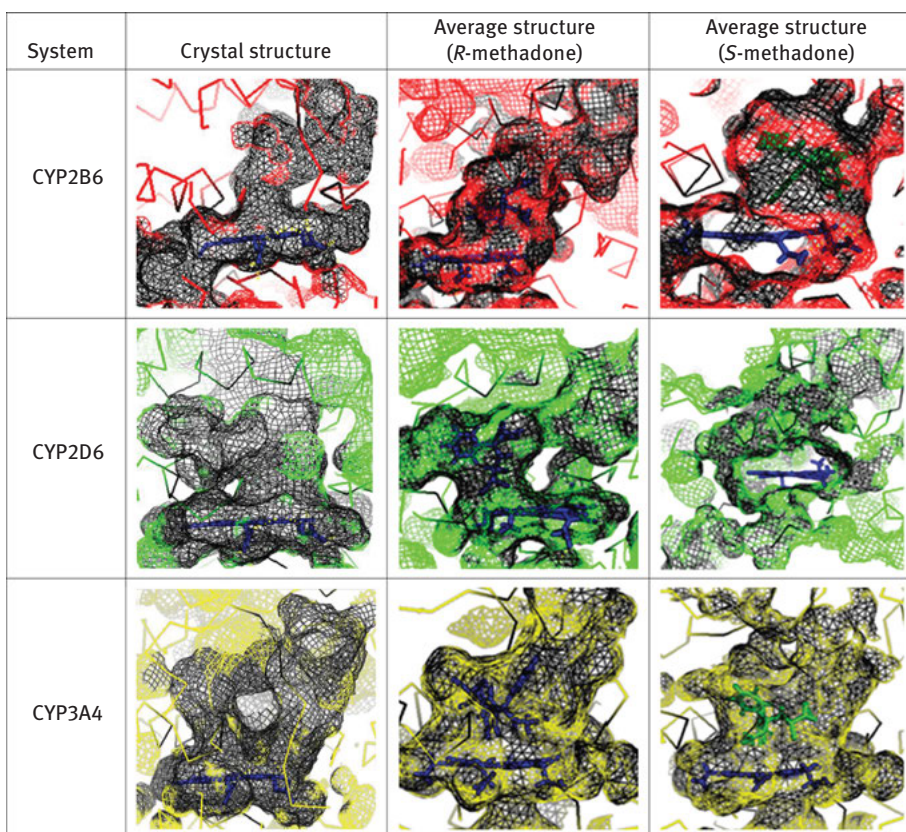 System
Crystal structure
Average structure
(R-methadone)
Average structure
(S-methadone)
CYP2B6
CYP2D6
CYP3A4